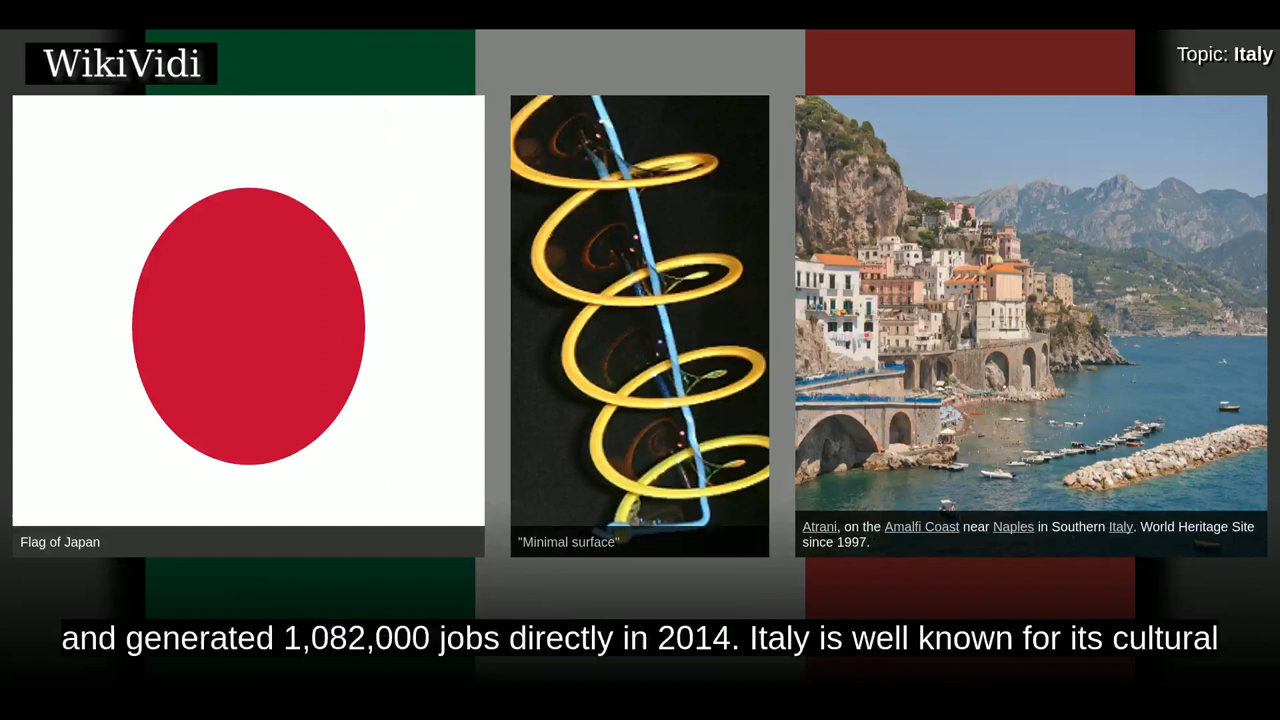 WikiVidi
Topic: Italy
Flag of Japan
"Minimal surface"
Atrani, on the Amalfi Coast near Naples in Southern Italy. World Heritage Site
since 1997.
and generated 1,082,000 jobs directly in 2014. Italy is well known for its cultural